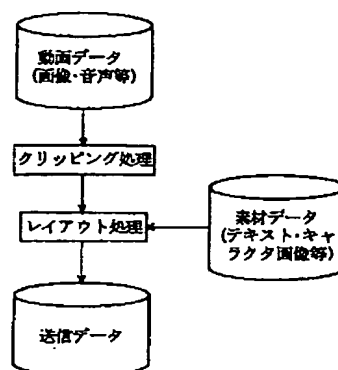 動画データ
(画像・音声等)
クリッピング処理
レイアウト処理
素材データ
(テキスト・キャ
ラクタ画像等)
送信データ